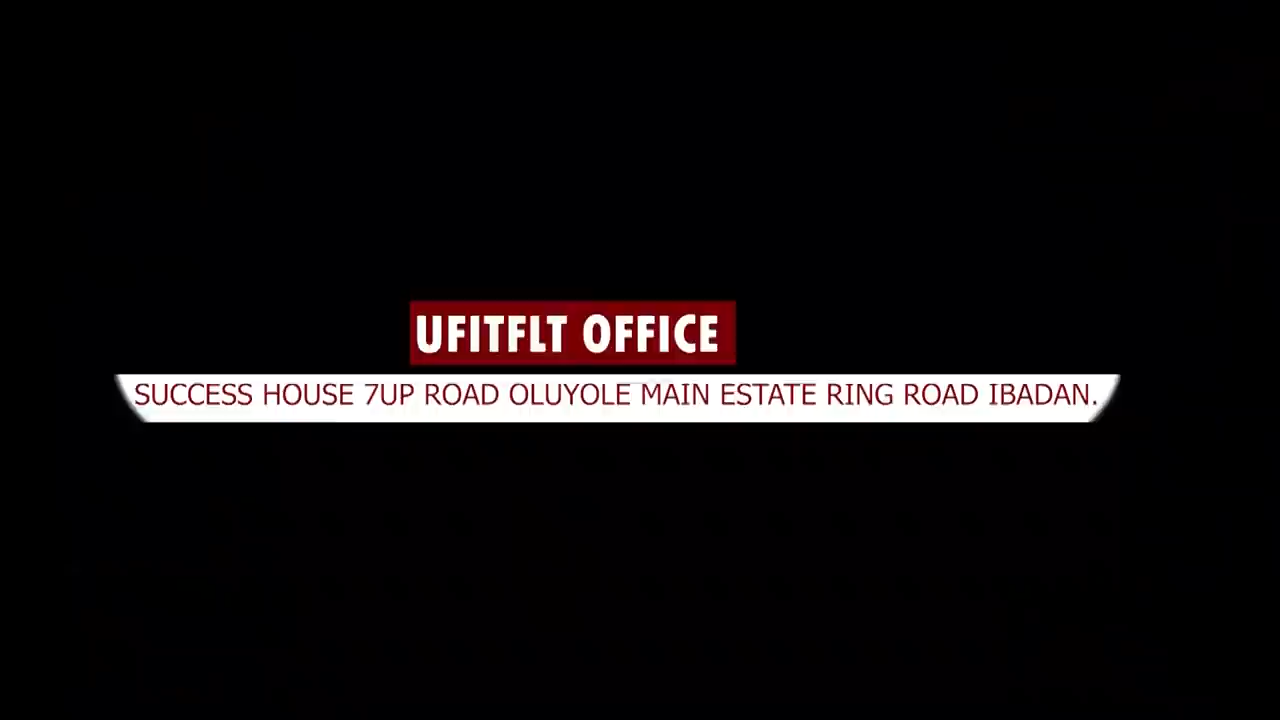 UFITFLT OFFICE
SUCCESS HOUSE 7UP ROAD OLUYOLE MAIN ESTATE RING ROAD IBADAN.